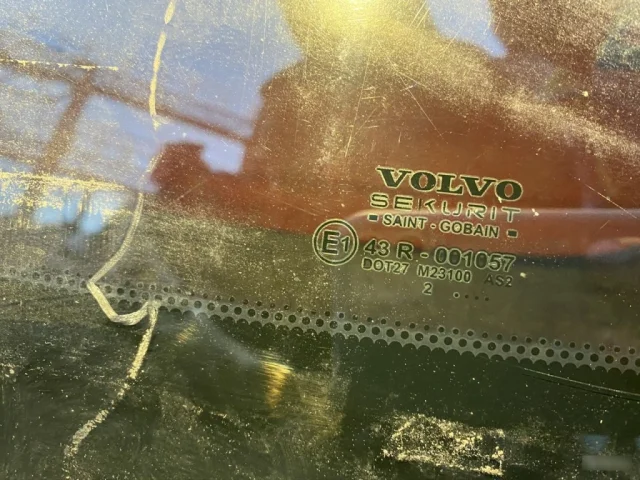 VOLVO
SEKURIT
SAINT-GOBAIN
E1 43 R - 001057
DOT27 M23100 AS2
2 ....